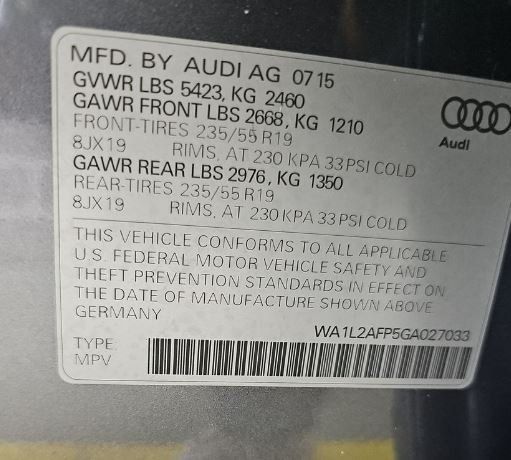 MFD. BY AUDI AG 07 15
GVWR LBS 5423, KG 2460
GAWR FRONT LBS 2668, KG 1210
FRONT-TIRES 235/55 R19
8JX19 RIMS, AT 230 KPA 33 PSI COLD
GAWR REAR LBS 2976, KG 1350
REAR-TIRES 235/55 R19
8JX19 RIMS, AT 230 KPA 33 PSI COLD
Audi
THIS VEHICLE CONFORMS TO ALL APPLICABLE
U.S. FEDERAL MOTOR VEHICLE SAFETY AND
THEFT PREVENTION STANDARDS IN EFFECT ON
THE DATE OF MANUFACTURE SHOWN ABOVE
GERMANY
WA1L2AFP5GA027033
TYPE:
MPV